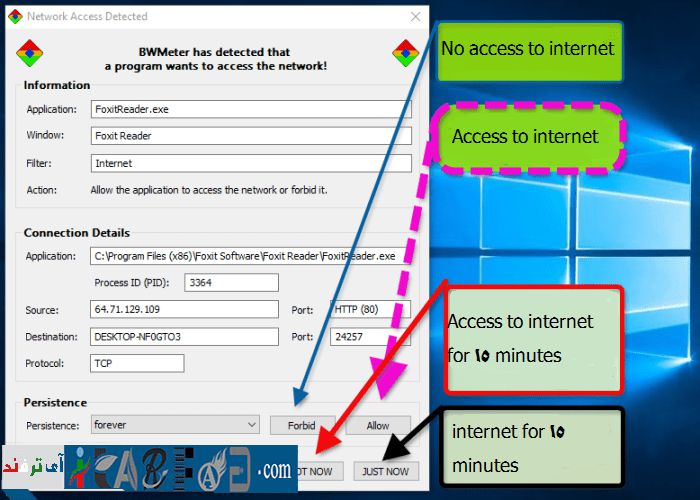 Network Access Detected
BWMeter has detected that
a program wants to access the network!
Information
Application: FoxitReader.exe
Window: Foxit Reader
Filter: Internet
Action: Allow the application to access the network or forbid it.
Connection Details
Application: C:\Program Files (x86)\Foxit Software\Foxit Reader\FoxitReader.exe
Process ID (PID): 3364
Source: 64.71.129.109 Port: HTTP (80)
Destination: DESKTOP-NF0GTO3 Port: 24257
Protocol: TCP
Persistence
Persistence: forever Forbid Allow
NOT NOW JUST NOW
No access to internet
Access to internet
Access to internet
for ۱۵ minutes
internet for ۱۵
minutes
آی ترفند
.com